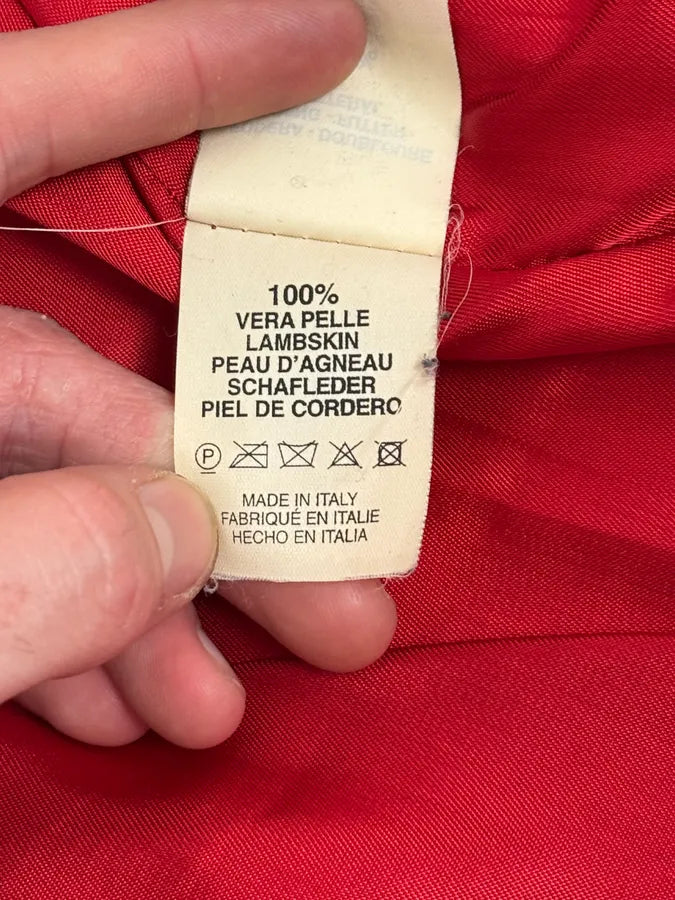 100%
VERA PELLE
LAMBSKIN
PEAU D'AGNEAU
SCHAFLEDER
PIEL DE CORDERO
P
MADE IN ITALY
FABRIQUÉ EN ITALIE
HECHO EN ITALIA